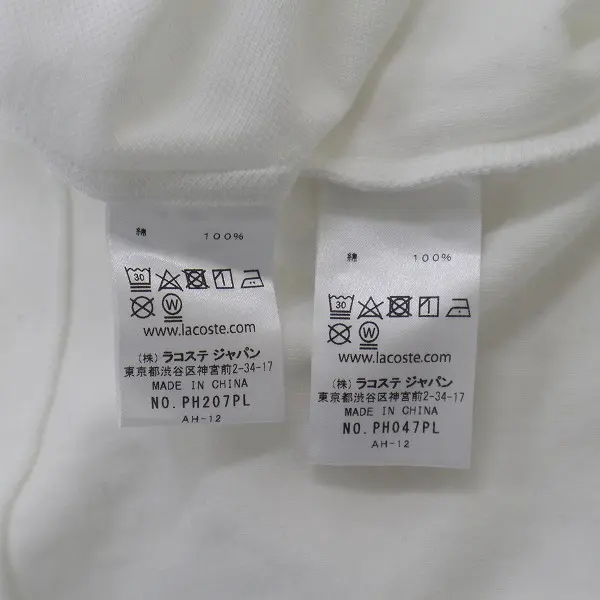 綿 100%
30
W
www.lacoste.com
(株) ラコステ ジャパン
東京都渋谷区神宮前2-34-17
MADE IN CHINA
NO. PH207PL
AH-12
綿 100%
30
W
www.lacoste.com
(株) ラコステ ジャパン
東京都渋谷区神宮前2-34-17
MADE IN CHINA
NO. PH047PL
AH-12